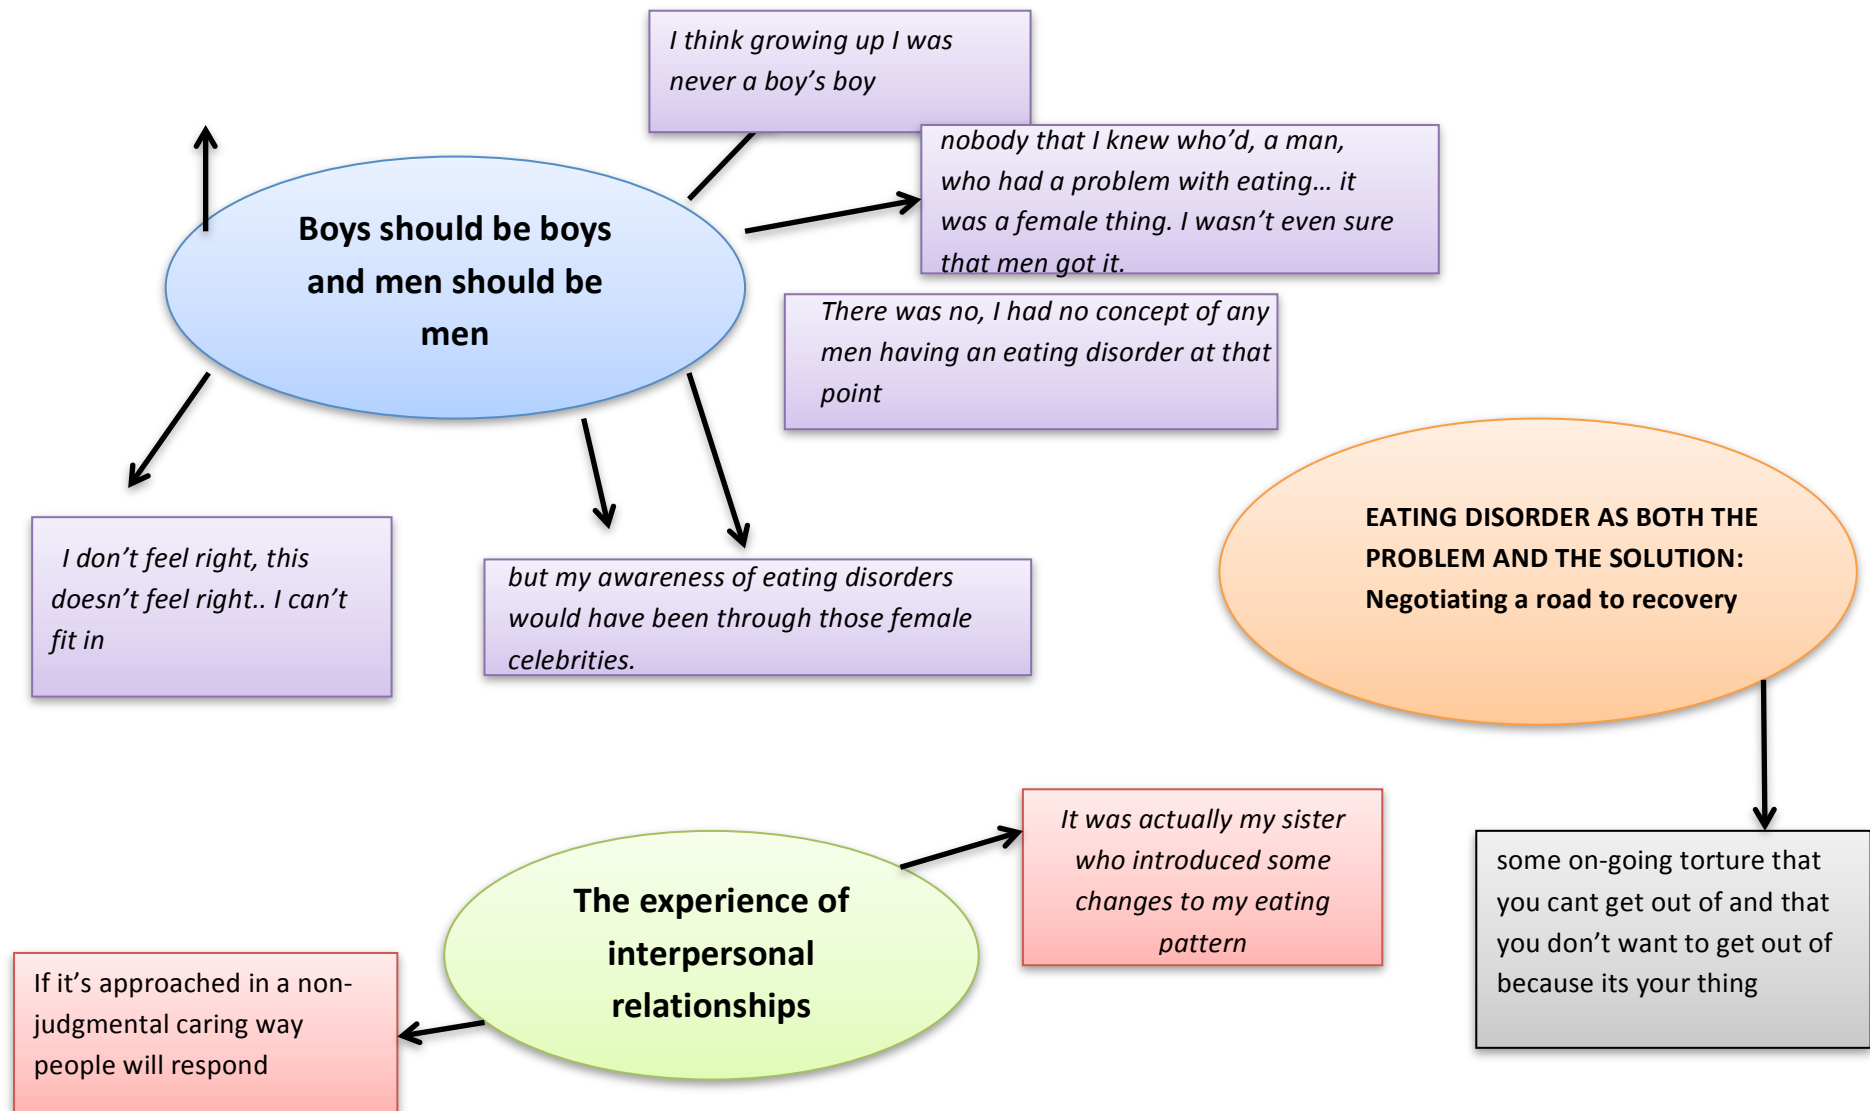 I think growing up I was
never a boy’s boy
nobody that I knew who’d, a man,
who had a problem with eating… it
was a female thing. I wasn’t even sure
that men got it.
Boys should be boys
and men should be
men
There was no, I had no concept of any
men having an eating disorder at that
point
I don’t feel right, this
doesn’t feel right.. I can’t
fit in
but my awareness of eating disorders
would have been through those female
celebrities.
EATING DISORDER AS BOTH THE
PROBLEM AND THE SOLUTION:
Negotiating a road to recovery
It was actually my sister
who introduced some
changes to my eating
pattern
some on-going torture that
you cant get out of and that
you don’t want to get out of
because its your thing
The experience of
interpersonal
relationships
If it’s approached in a non-
judgmental caring way
people will respond